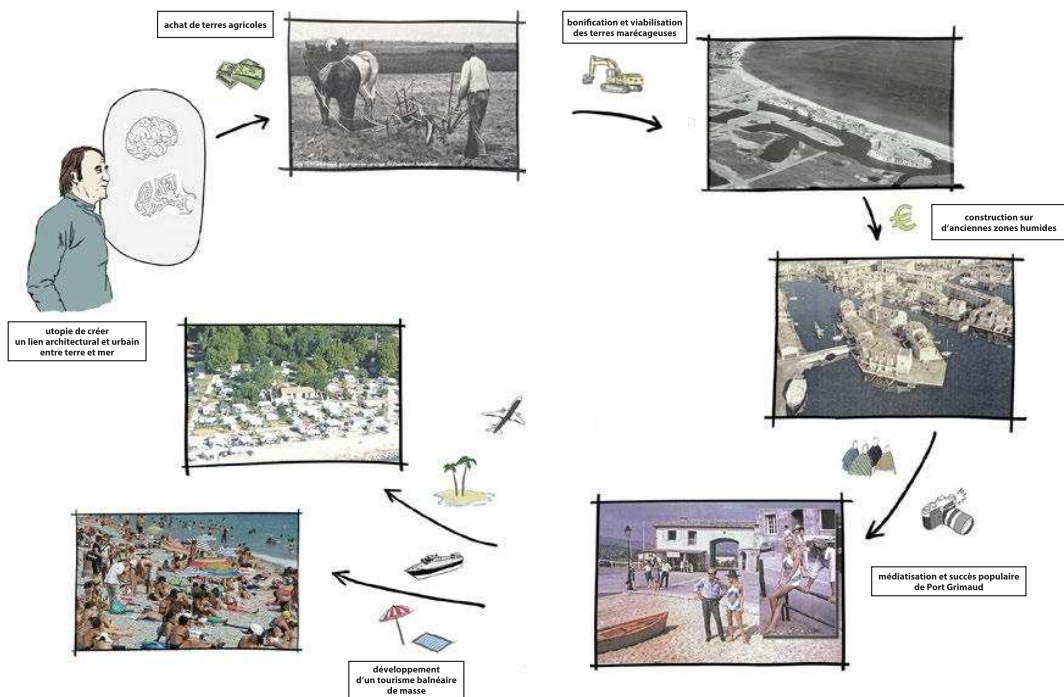 achat de terres agricoles
bonification et viabilisation
des terres marécageuses
€
construction sur
d'anciennes zones humides
utopie de créer
un lien architectural et urbain
entre terre et mer
médiatisation et succès populaire
de Port Grimaud
développement
d'un tourisme balnéaire
de masse